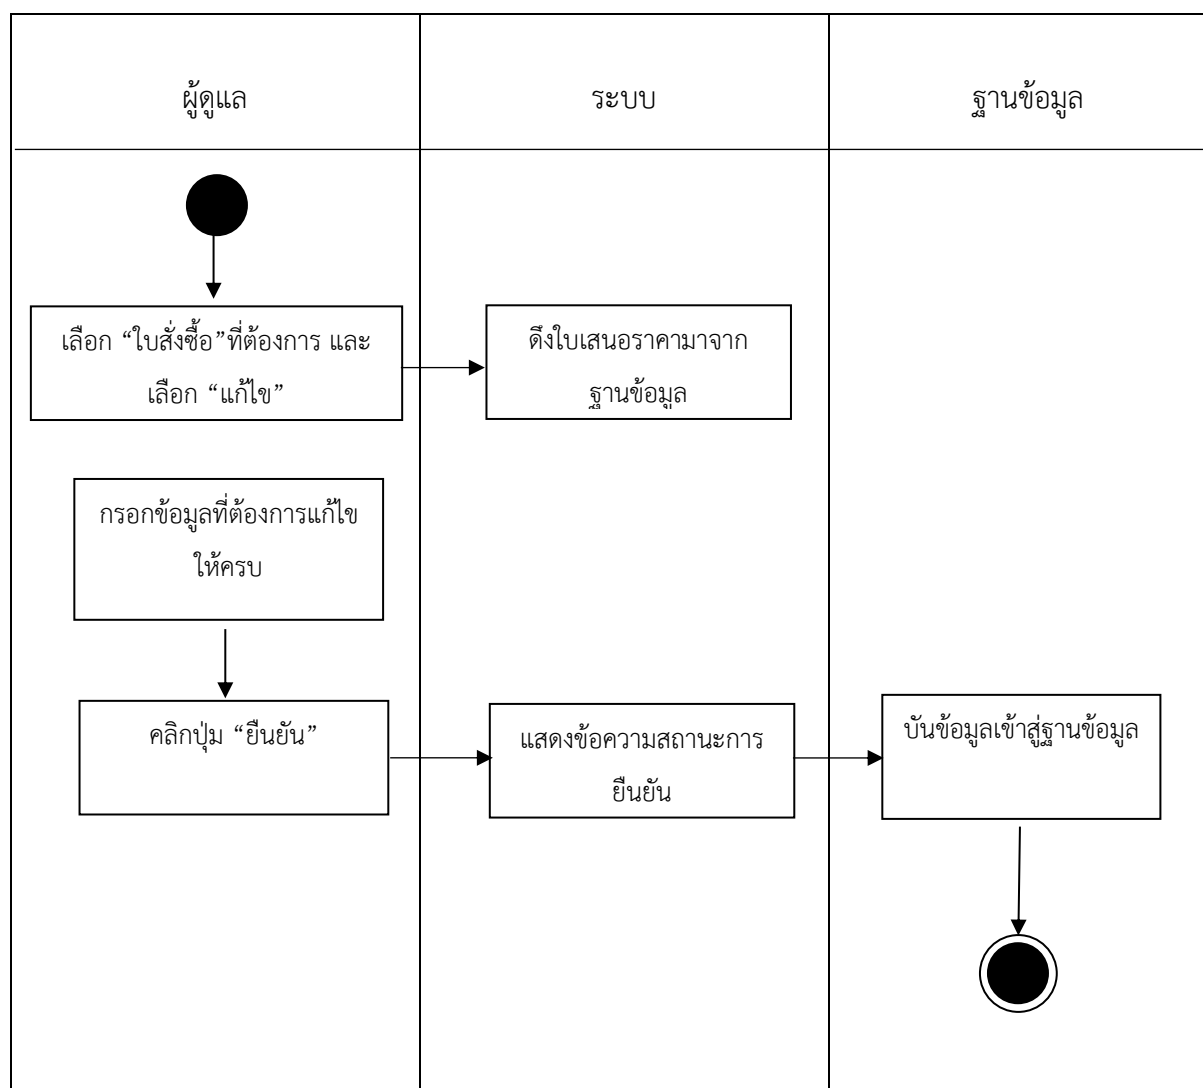 ผู้ดูแล
ระบบ
ฐานข้อมูล
เลือก “ใบสั่งซื้อ”ที่ต้องการ และ
เลือก “แก้ไข”
ดึงใบเสนอราคามาจาก
ฐานข้อมูล
กรอกข้อมูลที่ต้องการแก้ไข
ให้ครบ
คลิกปุ่ม “ยืนยัน”
แสดงข้อความสถานะการ
ยืนยัน
บันข้อมูลเข้าสู่ฐานข้อมูล